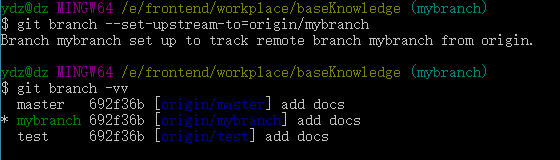 ydz@dz MINGW64 /e/frontend/workplace/baseKnowledge (mybranch)
$ git branch --set-upstream-to=origin/mybranch
Branch mybranch set up to track remote branch mybranch from origin.
ydz@dz MINGW64 /e/frontend/workplace/baseKnowledge (mybranch)
$ git branch -vv
master 692f36b [origin/master] add docs
* mybranch 692f36b [origin/mybranch] add docs
test 692f36b [origin/test] add docs